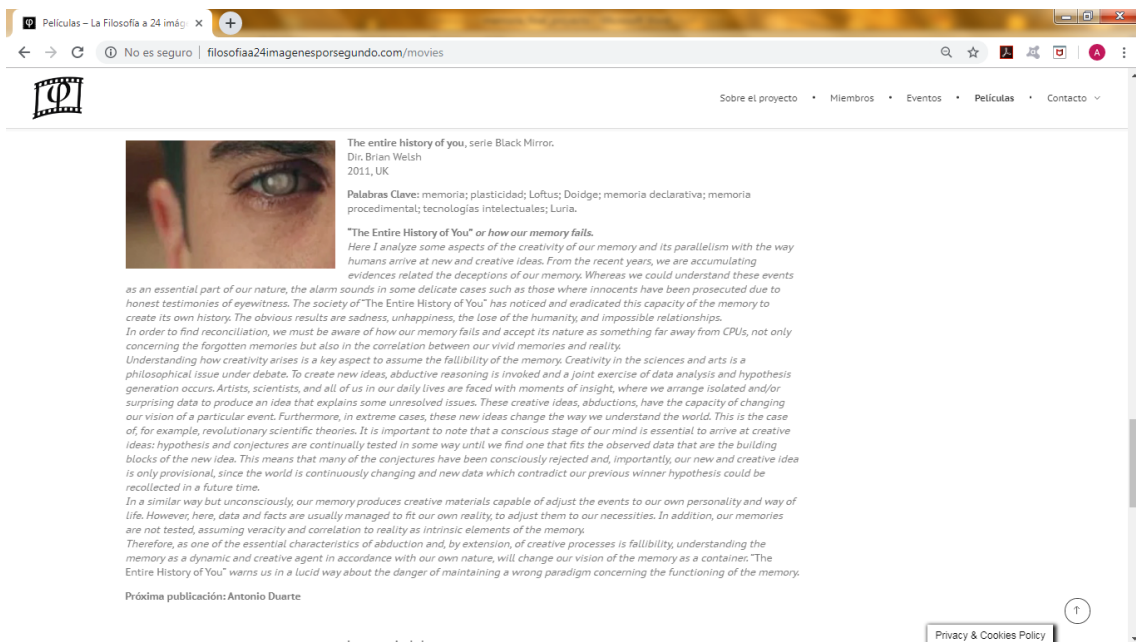 Películas – La Filosofía a 24 imág
No es seguro | filosofiaa24imagenesporsegundo.com/movies
A
φ
Sobre el proyecto • Miembros • Eventos • Películas • Contacto
The entire history of you, serie Black Mirror.
Dir. Brian Welsh
2011, UK
Palabras Clave: memoria; plasticidad; Loftus; Doidge; memoria declarativa; memoria
procedimental; tecnologías intelectuales; Luria.
"The Entire History of You" or how our memory fails.
Here I analyze some aspects of the creativity of our memory and its parallelism with the way
humans arrive at new and creative ideas. From the recent years, we are accumulating
evidences related the deceptions of our memory. Whereas we could understand these events
as an essential part of our nature, the alarm sounds in some delicate cases such as those where innocents have been prosecuted due to
honest testimonies of eyewitness. The society of "The Entire History of You" has noticed and eradicated this capacity of the memory to
create its own history. The obvious results are sadness, unhappiness, the lose of the humanity, and impossible relationships.
In order to find reconciliation, we must be aware of how our memory fails and accept its nature as something far away from CPUs, not only
concerning the forgotten memories but also in the correlation between our vivid memories and reality.
Understanding how creativity arises is a key aspect to assume the fallibility of the memory. Creativity in the sciences and arts is a
philosophical issue under debate. To create new ideas, abductive reasoning is invoked and a joint exercise of data analysis and hypothesis
generation occurs. Artists, scientists, and all of us in our daily lives are faced with moments of insight, where we arrange isolated and/or
surprising data to produce an idea that explains some unresolved issues. These creative ideas, abductions, have the capacity of changing
our vision of a particular event. Furthermore, in extreme cases, these new ideas change the way we understand the world. This is the case
of, for example, revolutionary scientific theories. It is important to note that a conscious stage of our mind is essential to arrive at creative
ideas: hypothesis and conjectures are continually tested in some way until we find one that fits the observed data that are the building
blocks of the new idea. This means that many of the conjectures have been consciously rejected and, importantly, our new and creative idea
is only provisional, since the world is continuously changing and new data which contradict our previous winner hypothesis could be
recollected in a future time.
In a similar way but unconsciously, our memory produces creative materials capable of adjust the events to our own personality and way of
life. However, here, data and facts are usually managed to fit our own reality, to adjust them to our necessities. In addition, our memories
are not tested, assuming veracity and correlation to reality as intrinsic elements of the memory.
Therefore, as one of the essential characteristics of abduction and, by extension, of creative processes is fallibility, understanding the
memory as a dynamic and creative agent in accordance with our own nature, will change our vision of the memory as a container. "The
Entire History of You" warns us in a lucid way about the danger of maintaining a wrong paradigm concerning the functioning of the memory.
Próxima publicación: Antonio Duarte
Privacy & Cookies Policy